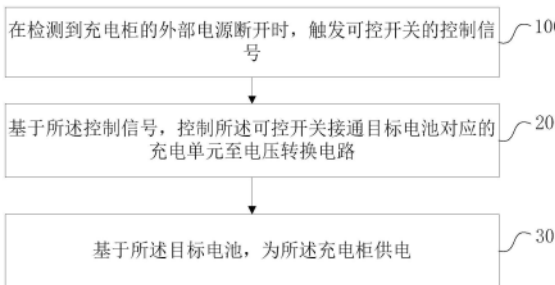 在检测到充电柜的外部电源断开时，触发可控开关的控制信
号
100
基于所述控制信号，控制所述可控开关接通目标电池对应的
充电单元至电压转换电路
20
基于所述目标电池，为所述充电柜供电
30